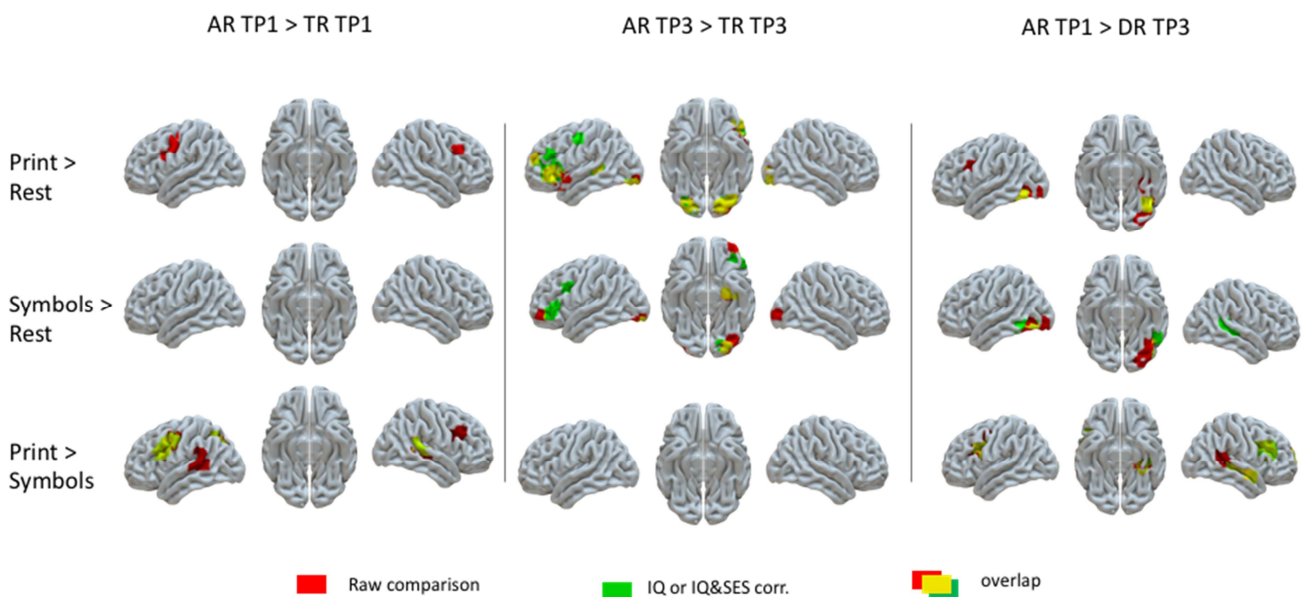 AR TP1 > TR TP1
AR TP3 > TR TP3
AR TP1 > DR TP3
Print >
Rest
Symbols >
Rest
Print >
Symbols
Raw comparison
IQ or IQ&SES corr.
overlap